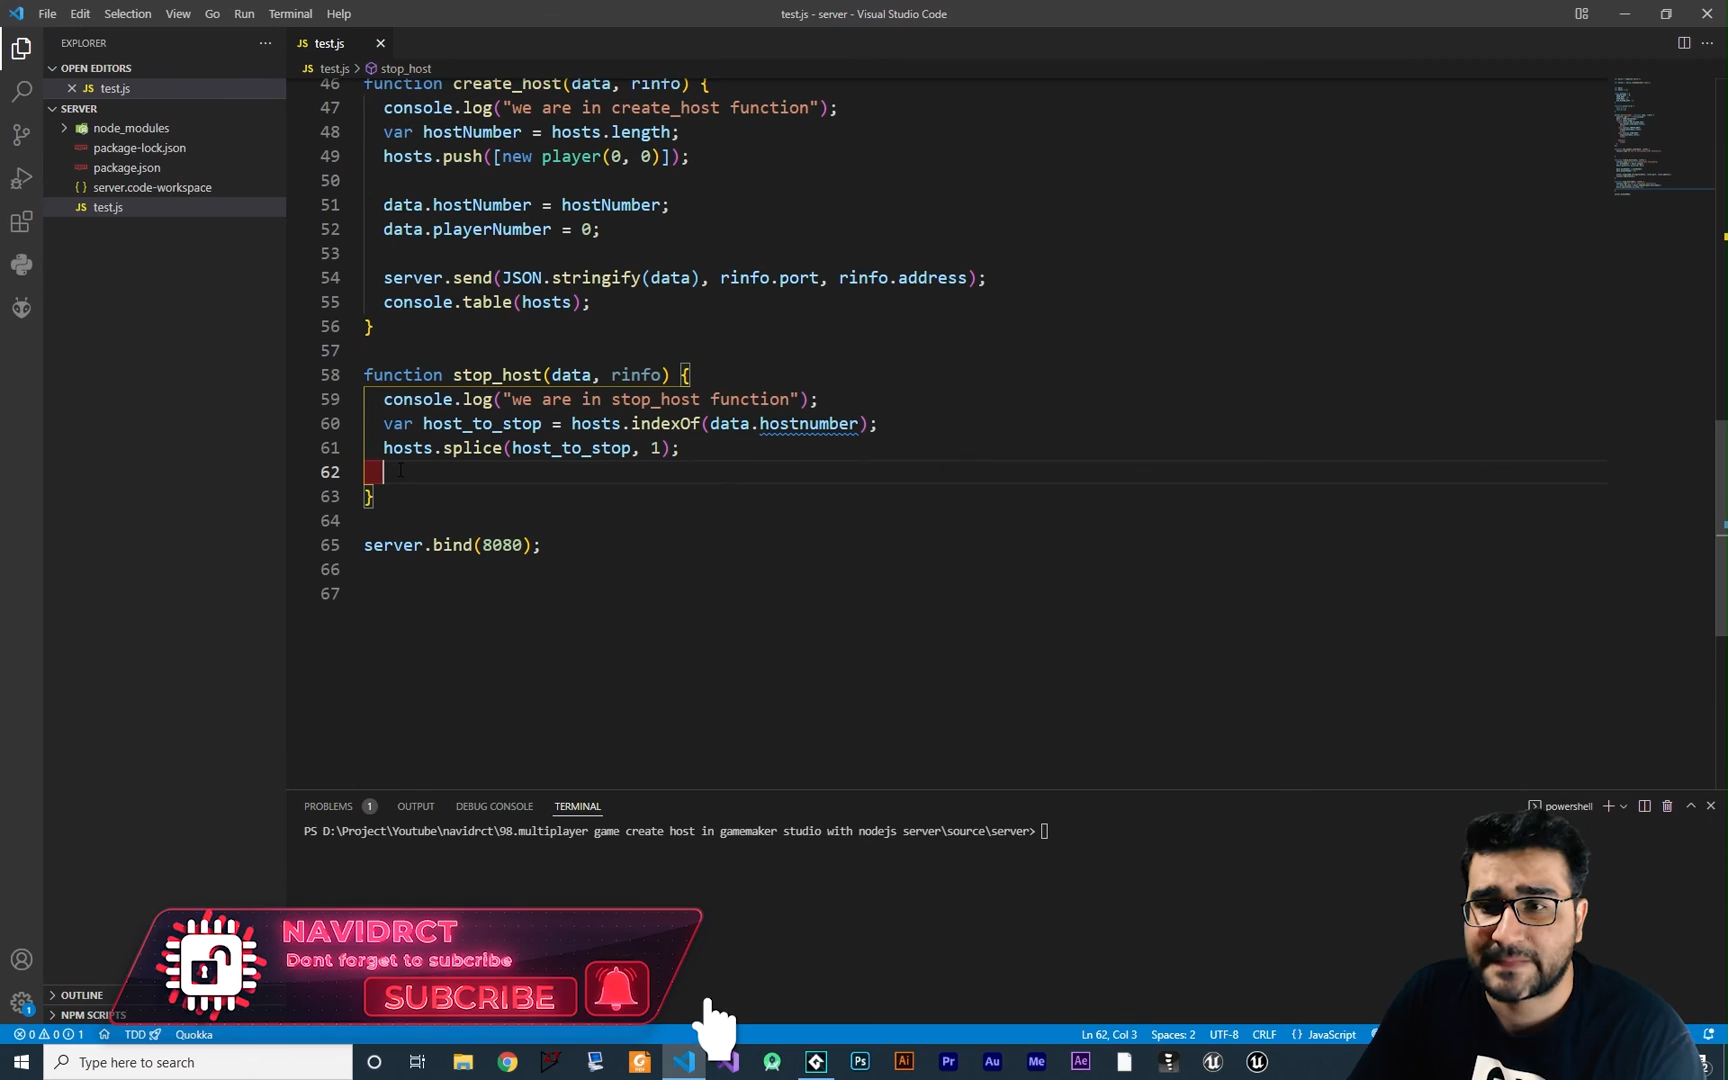 File Edit Selection View Go Run Terminal Help
test.js - server - Visual Studio Code
EXPLORER
OPEN EDITORS
JS test.js
SERVER
node_modules
package-lock.json
package.json
{} server.code-workspace
JS test.js
JS test.js
JS test.js > stop_host
46 function create_host(data, rinfo) {
47 console.log("we are in create_host function");
48 var hostNumber = hosts.length;
49 hosts.push([new player(0, 0)]);
50
51 data.hostNumber = hostNumber;
52 data.playerNumber = 0;
53
54 server.send(JSON.stringify(data), rinfo.port, rinfo.address);
55 console.table(hosts);
56 }
57
58 function stop_host(data, rinfo) {
59 console.log("we are in stop_host function");
60 var host_to_stop = hosts.indexOf(data.hostnumber);
61 hosts.splice(host_to_stop, 1);
62
63 }
64
65 server.bind(8080);
66
67
PROBLEMS 1 OUTPUT DEBUG CONSOLE TERMINAL
powershell
PS D:\Project\Youtube\navidrct\98.multiplayer game create host in gamemaker studio with nodejs server\source\server>
NAVIDRCT
Dont forget to subcribe
SUBCRIBE
OUTLINE
NPM SCRIPTS
0 0 1 TDD Quokka
Ln 62, Col 3 Spaces: 2 UTF-8 CRLF {} JavaScript
Type here to search
Ps Ai Pr Au Me Ae